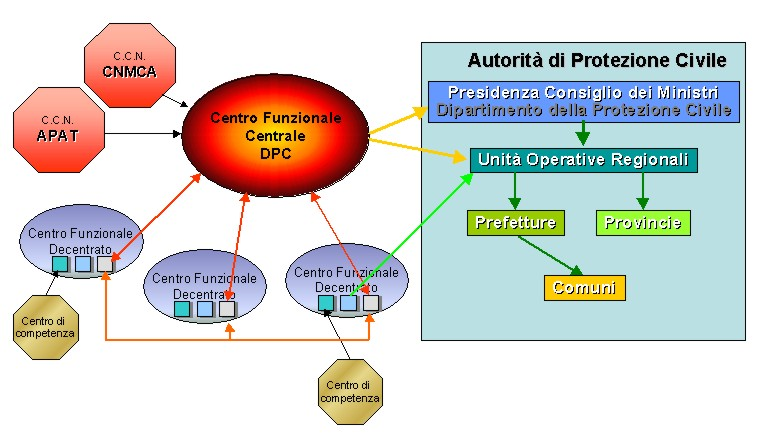 C.C.N.
CNMCA
C.C.N.
APAT
Centro Funzionale
Centrale
DPC
Autorità di Protezione Civile
Presidenza Consiglio dei Ministri
Dipartimento della Protezione Civile
Unità Operative Regionali
Prefetture
Provincie
Comuni
Centro Funzionale
Decentrato
Centro Funzionale
Decentrato
Centro Funzionale
Decentrato
Centro di
competenza
Centro di
competenza